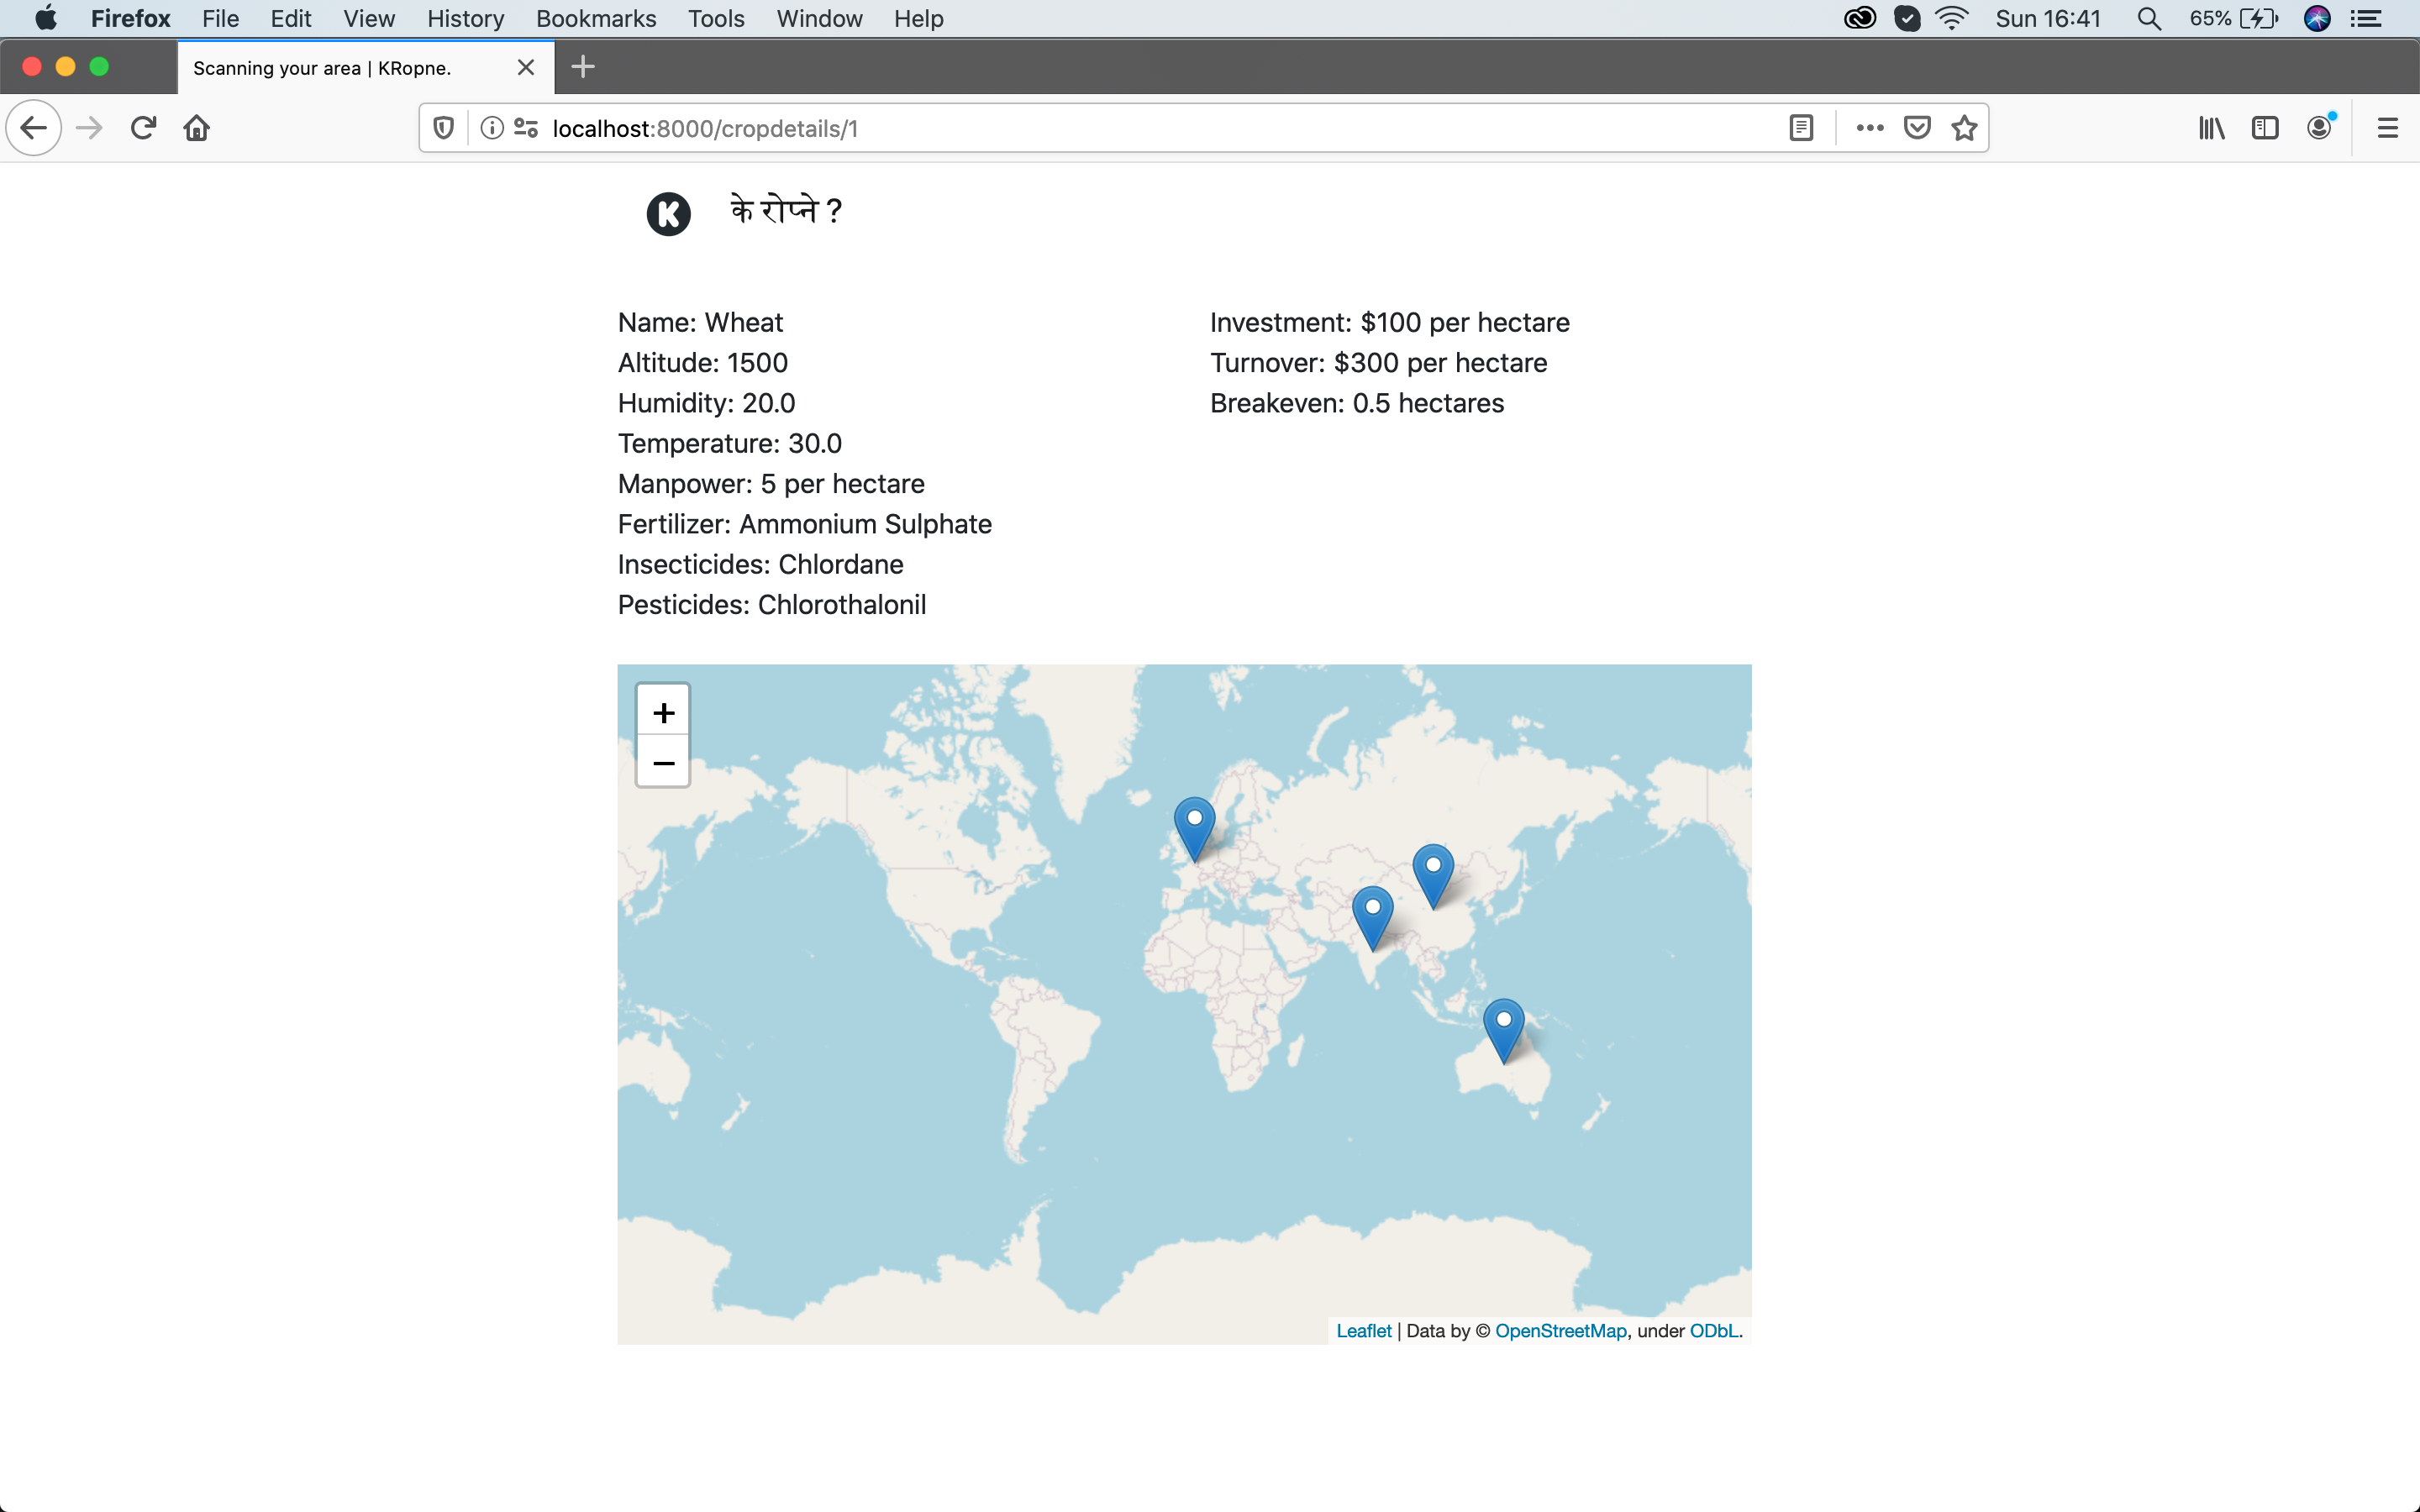 Firefox File Edit View History Bookmarks Tools Window Help Sun 16:41 65%
Scanning your area | KRopne.
localhost:8000/cropdetails/1
K के रोप्ने ?
Name: Wheat
Altitude: 1500
Humidity: 20.0
Temperature: 30.0
Manpower: 5 per hectare
Fertilizer: Ammonium Sulphate
Insecticides: Chlordane
Pesticides: Chlorothalonil
Investment: $100 per hectare
Turnover: $300 per hectare
Breakeven: 0.5 hectares
+
−
Leaflet | Data by © OpenStreetMap, under ODbL.